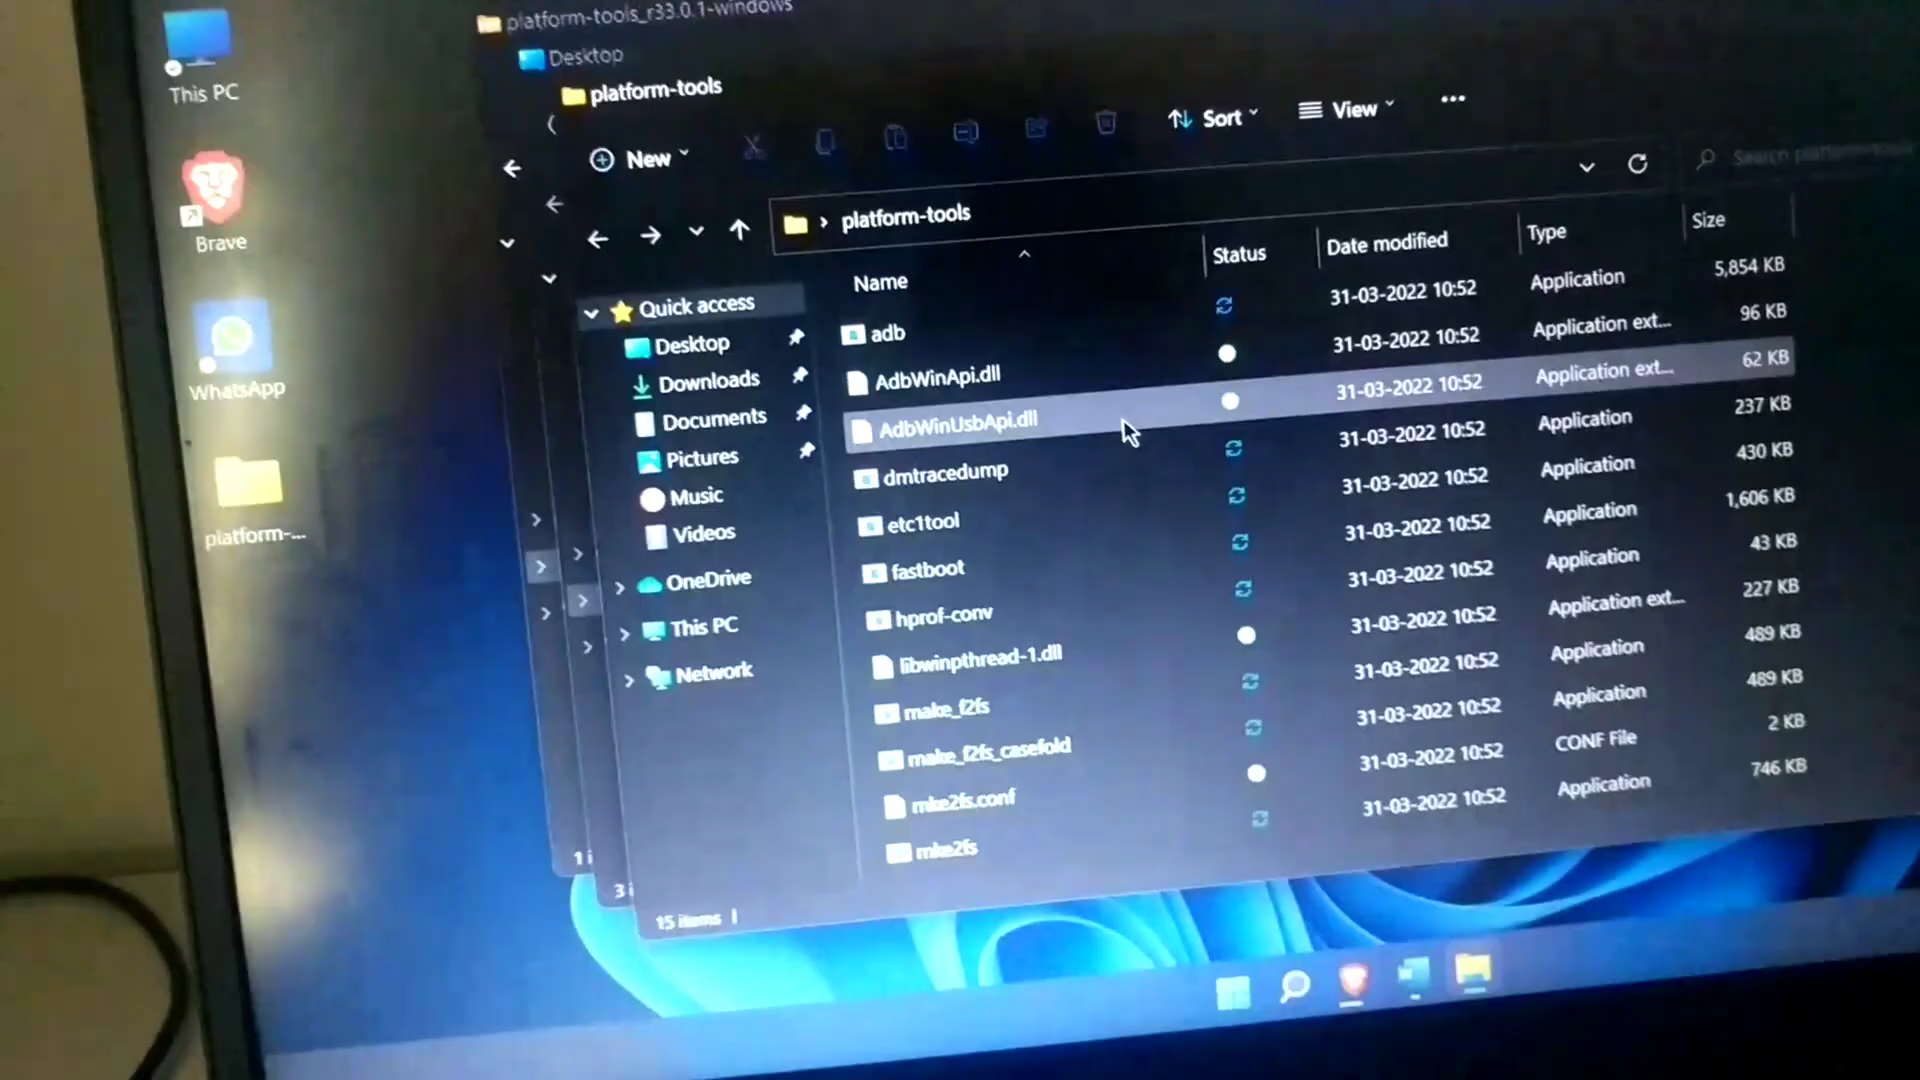 This PC
Brave
WhatsApp
platform-...
platform-tools_r33.0.1-windows
Desktop
platform-tools
New
Sort
View
...
platform-tools
Search platform-tools
Quick access
Desktop
Downloads
Documents
Pictures
Music
Videos
OneDrive
This PC
Network
Name Status Date modified Type Size
adb 31-03-2022 10:52 Application 5,854 KB
AdbWinApi.dll 31-03-2022 10:52 Application ext... 96 KB
AdbWinUsbApi.dll 31-03-2022 10:52 Application ext... 62 KB
dmtracedump 31-03-2022 10:52 Application 237 KB
etc1tool 31-03-2022 10:52 Application 430 KB
fastboot 31-03-2022 10:52 Application 1,606 KB
hprof-conv 31-03-2022 10:52 Application 43 KB
libwinpthread-1.dll 31-03-2022 10:52 Application ext... 227 KB
make_f2fs 31-03-2022 10:52 Application 489 KB
make_f2fs_casefold 31-03-2022 10:52 Application 489 KB
mke2fs.conf 31-03-2022 10:52 CONF File 2 KB
mke2fs 31-03-2022 10:52 Application 746 KB
1 i
3 i
15 items